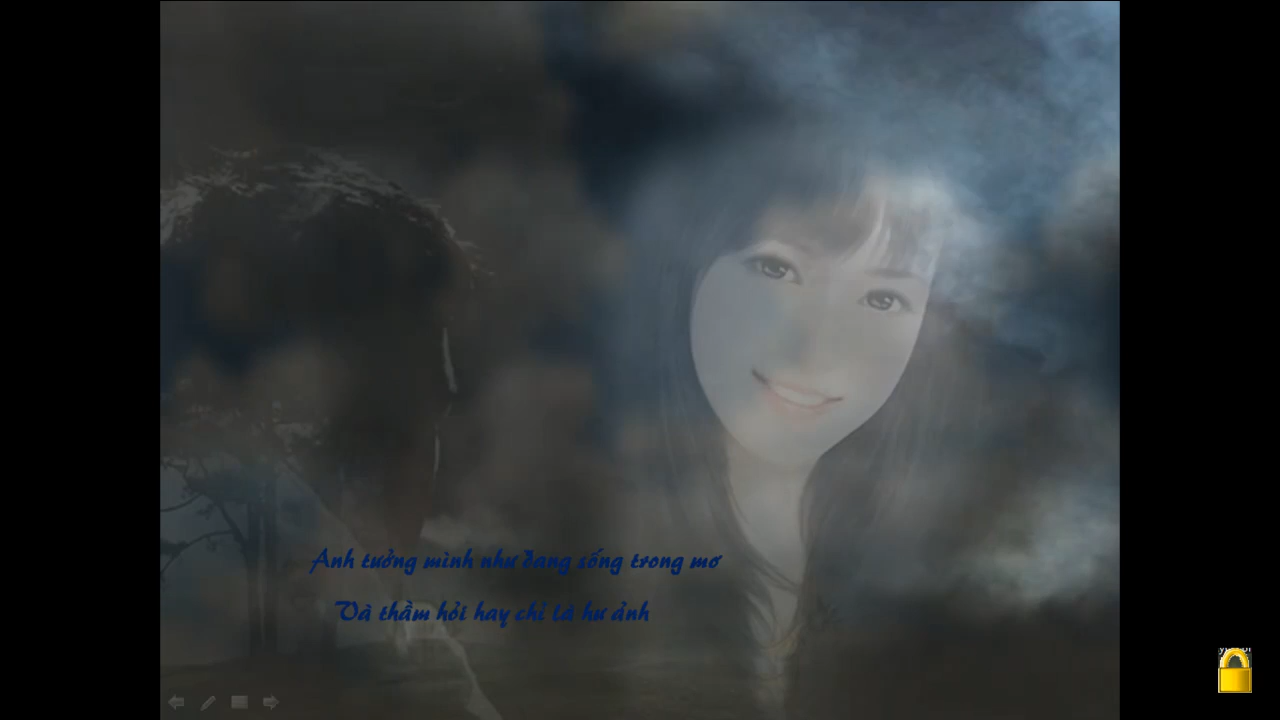 Anh tưởng mình như đang sống trong mơ
Và thầm hỏi hay chỉ là hư ảnh